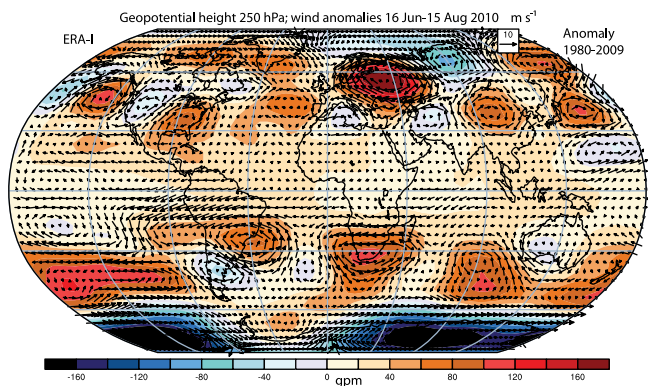 Geopotential height 250 hPa; wind anomalies 16 Jun-15 Aug 2010 m s⁻¹
ERA-I
10
Anomaly
1980-2009
-160 -120 -80 -40 0 40 80 120 160
gpm